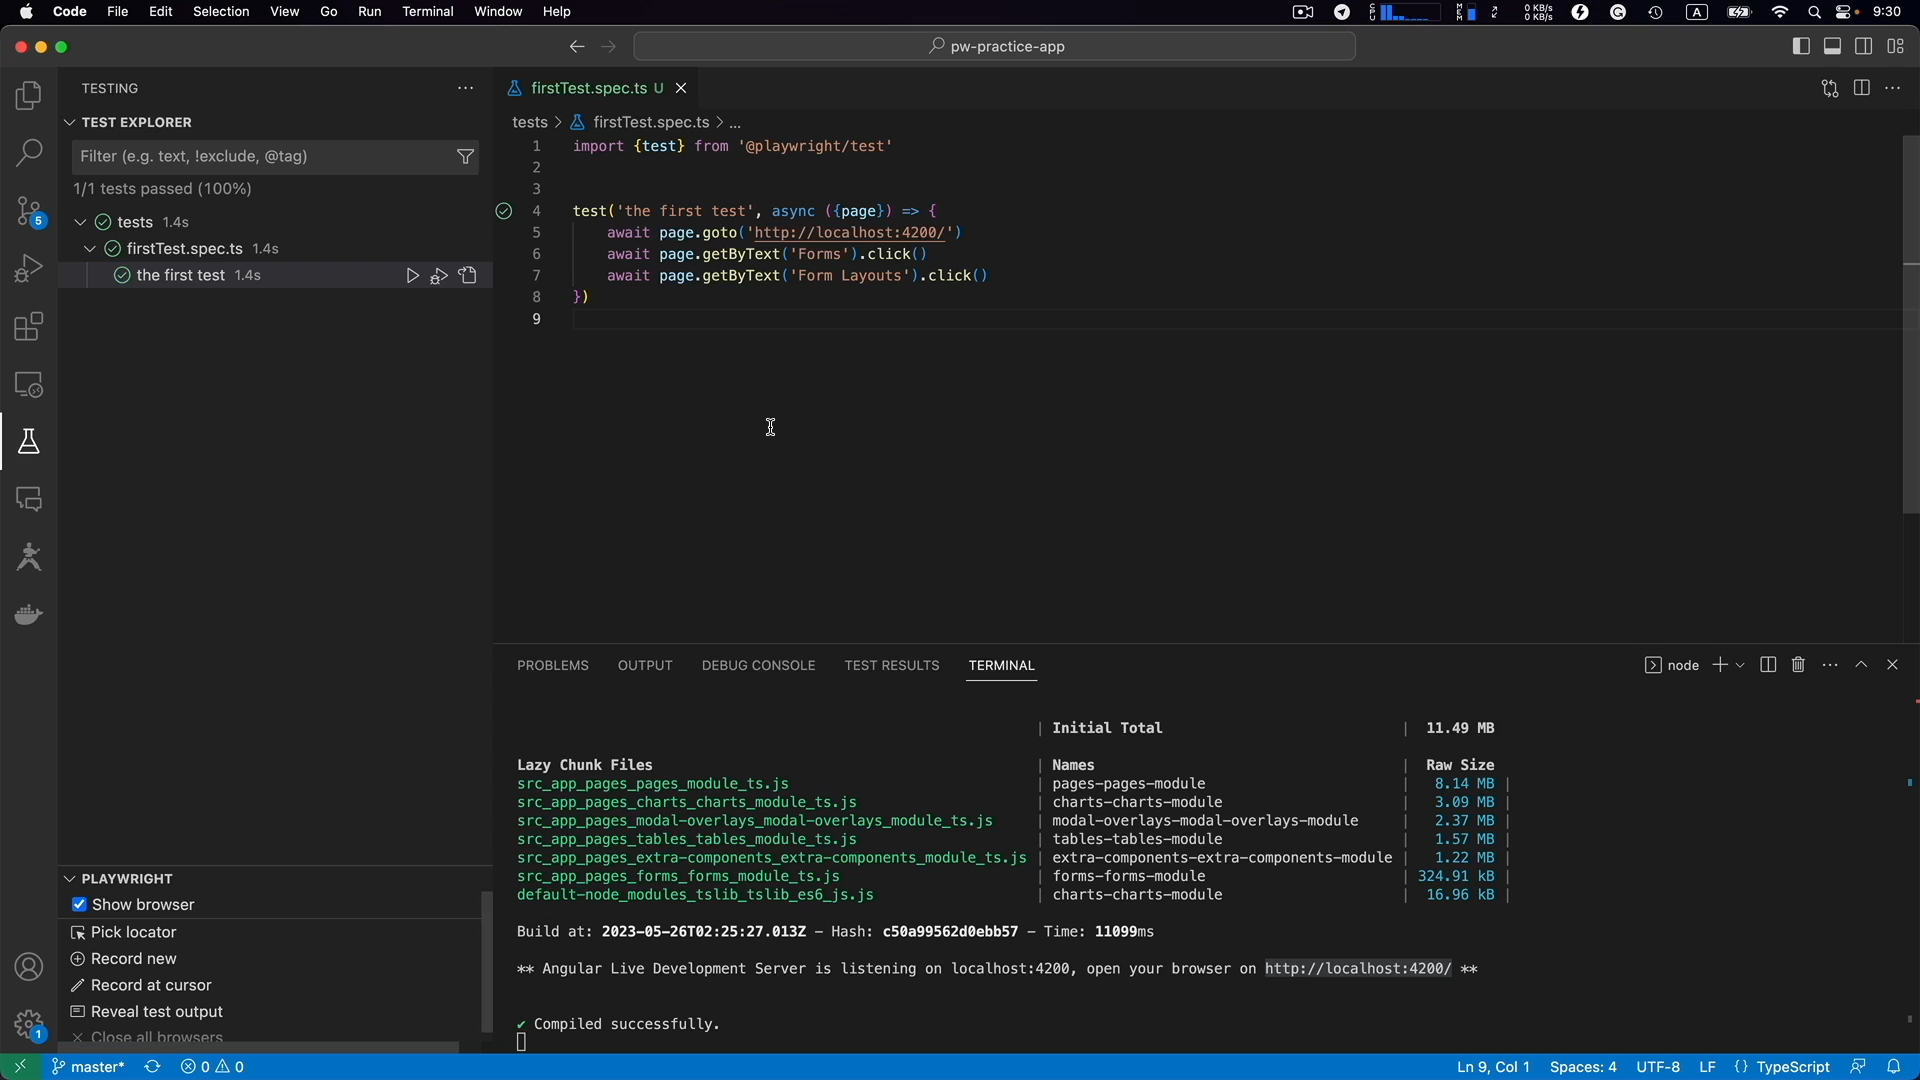 Code File Edit Selection View Go Run Terminal Window Help CPU MEM 0 KB/s 0 KB/s A 9:30
pw-practice-app
TESTING
TEST EXPLORER
Filter (e.g. text, !exclude, @tag)
1/1 tests passed (100%)
tests 1.4s
firstTest.spec.ts 1.4s
the first test 1.4s
5
firstTest.spec.ts U
tests > firstTest.spec.ts > ...
1 import {test} from '@playwright/test'
2
3
4 test('the first test', async ({page}) => {
5 await page.goto('http://localhost:4200/')
6 await page.getByText('Forms').click()
7 await page.getByText('Form Layouts').click()
8 })
9
PROBLEMS OUTPUT DEBUG CONSOLE TEST RESULTS TERMINAL node
| Initial Total | 11.49 MB
Lazy Chunk Files | Names | Raw Size
src_app_pages_pages_module_ts.js | pages-pages-module | 8.14 MB |
src_app_pages_charts_charts_module_ts.js | charts-charts-module | 3.09 MB |
src_app_pages_modal-overlays_modal-overlays_module_ts.js | modal-overlays-modal-overlays-module | 2.37 MB |
src_app_pages_tables_tables_module_ts.js | tables-tables-module | 1.57 MB |
src_app_pages_extra-components_extra-components_module_ts.js | extra-components-extra-components-module | 1.22 MB |
src_app_pages_forms_forms_module_ts.js | forms-forms-module | 324.91 kB |
default-node_modules_tslib_tslib_es6_js.js | charts-charts-module | 16.96 kB |
Build at: 2023-05-26T02:25:27.013Z - Hash: c50a99562d0ebb57 - Time: 11099ms
** Angular Live Development Server is listening on localhost:4200, open your browser on http://localhost:4200/ **
✔ Compiled successfully.
PLAYWRIGHT
Show browser
Pick locator
Record new
Record at cursor
Reveal test output
Close all browsers
1
master* 0 0 Ln 9, Col 1 Spaces: 4 UTF-8 LF {} TypeScript